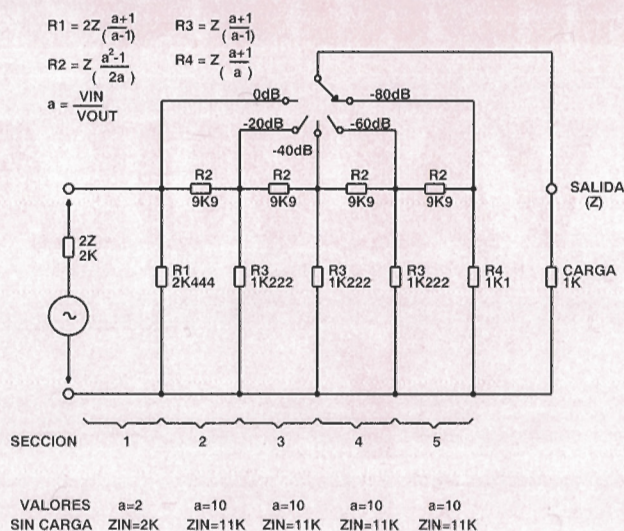 R1 = 2Z (a+1 / a-1)
R3 = Z (a+1 / a-1)
R2 = Z (a²-1 / 2a)
R4 = Z (a+1 / a)
a = VIN / VOUT
0dB
-80dB
-20dB
-60dB
-40dB
R2
9K9
R2
9K9
R2
9K9
R2
9K9
SALIDA
(Z)
2Z
2K
R1
2K444
R3
1K222
R3
1K222
R3
1K222
R4
1K1
CARGA
1K
~
SECCION 1 2 3 4 5
VALORES a=2 a=10 a=10 a=10 a=10
SIN CARGA ZIN=2K ZIN=11K ZIN=11K ZIN=11K ZIN=11K